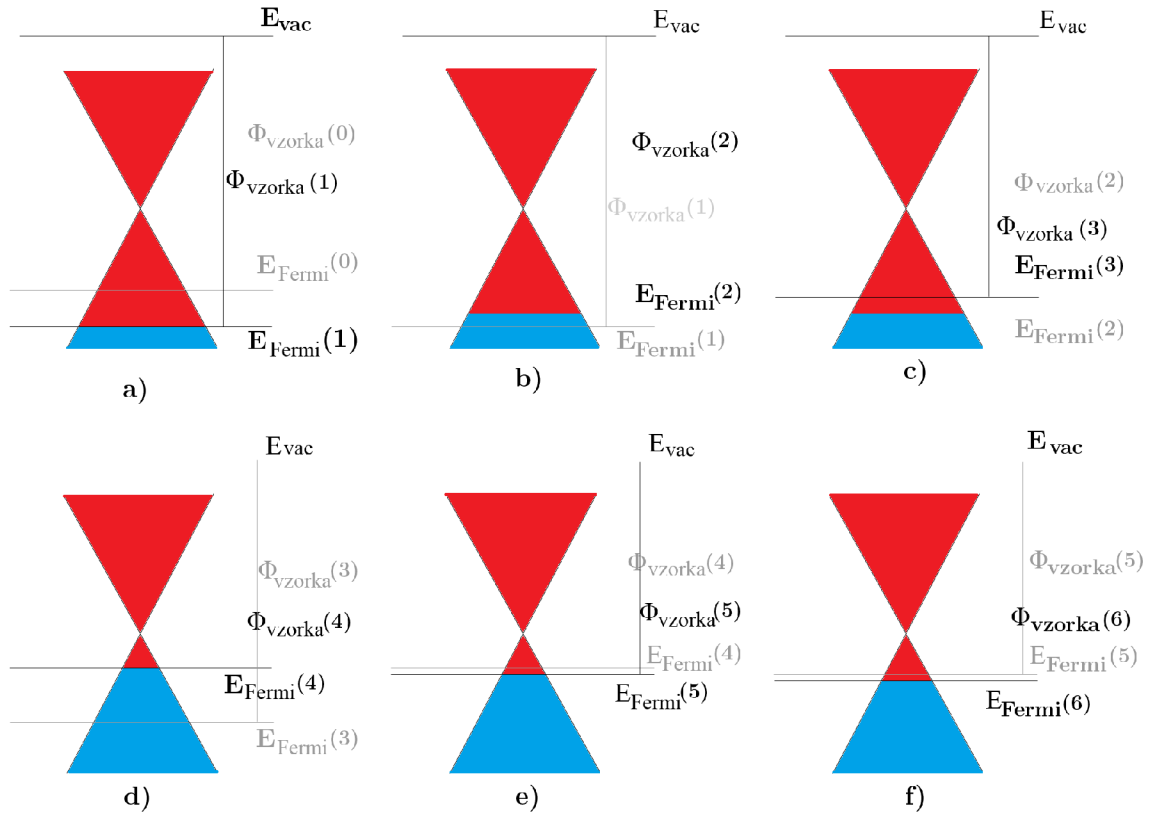 E_vac
Φ_vzorka(0)
Φ_vzorka(1)
E_Fermi(0)
E_Fermi(1)
a)
E_vac
Φ_vzorka(2)
Φ_vzorka(1)
E_Fermi(2)
E_Fermi(1)
b)
E_vac
Φ_vzorka(2)
Φ_vzorka(3)
E_Fermi(3)
E_Fermi(2)
c)
E_vac
Φ_vzorka(3)
Φ_vzorka(4)
E_Fermi(4)
E_Fermi(3)
d)
E_vac
Φ_vzorka(4)
Φ_vzorka(5)
E_Fermi(4)
E_Fermi(5)
e)
E_vac
Φ_vzorka(5)
Φ_vzorka(6)
E_Fermi(5)
E_Fermi(6)
f)